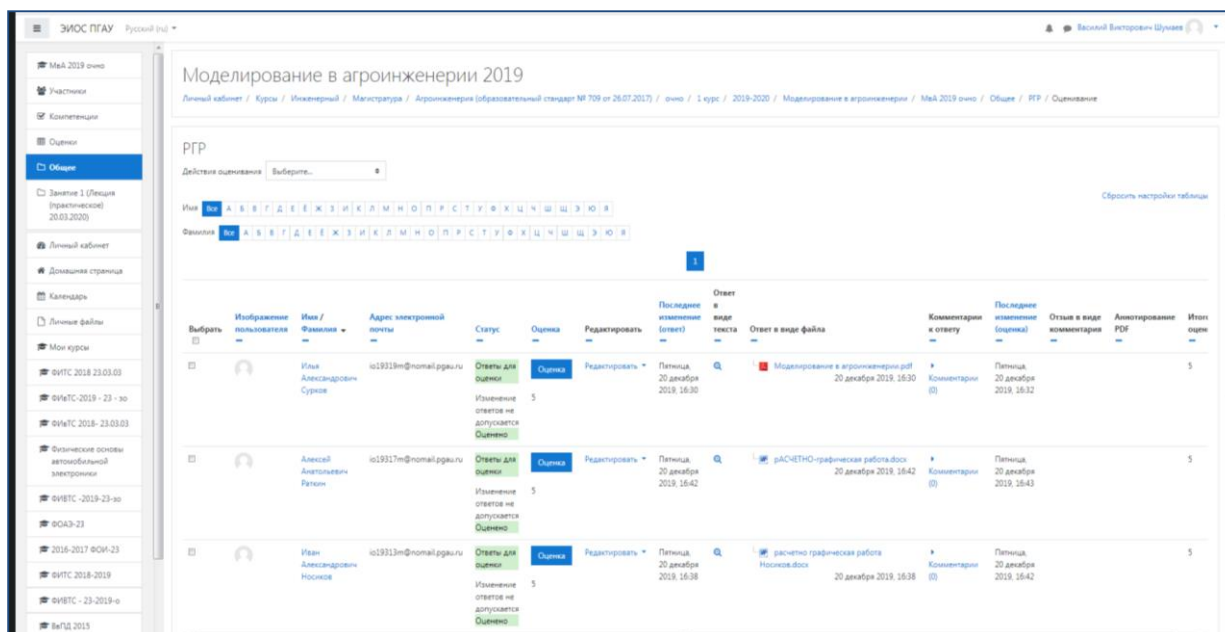 ЭИОС ПГАУ Русский (ru)
Василий Викторович Шумаев
МвА 2019 очно
Участники
Компетенции
Оценки
Общее
Занятие 1 (Лекция
(практическое)
20.03.2020)
Личный кабинет
Домашняя страница
Календарь
Личные файлы
Мои курсы
ФИТС 2018 23.03.03
ФИвТС-2019 - 23 - зо
ФИвТС 2018- 23.03.03
Физические основы
автомобильной
электроники
ФИВТС -2019-23-зо
ФОАЭ-23
2016-2017 ФОИ-23
ФИТС 2018-2019
ФИВТС - 23-2019-о
ВеПД 2015
Моделирование в агроинженерии 2019
Личный кабинет / Курсы / Инженерный / Магистратура / Агроинженерия (образовательный стандарт № 709 от 26.07.2017) / очно / 1 курс / 2019-2020 / Моделирование в агроинженерии / МвА 2019 очно / Общее / РГР / Оценивание
РГР
Действия оценивания Выберите...
Сбросить настройки таблицы
Имя Все А Б В Г Д Е Ё Ж З И К Л М Н О П Р С Т У Ф Х Ц Ч Ш Щ Э Ю Я
Фамилия Все А Б В Г Д Е Ё Ж З И К Л М Н О П Р С Т У Ф Х Ц Ч Ш Щ Э Ю Я
1
Выбрать
Изображение
пользователя
Имя /
Фамилия
Адрес электронной
почты
Статус
Оценка
Редактировать
Последнее
изменение
(ответ)
Ответ
в
виде
текста
Ответ в виде файла
Комментарии
к ответу
Последнее
изменение
(оценка)
Отзыв в виде
комментария
Аннотирование
PDF
Итого
оцен
Илья
Александрович
Сурков
io19319m@nomail.pgau.ru
Ответы для
оценки
Изменение
ответов не
допускается
Оценено
Оценка
5
Редактировать
Пятница,
20 декабря
2019, 16:30
Моделирование в агроинженерии.pdf
20 декабря 2019, 16:30
Комментарии
(0)
Пятница,
20 декабря
2019, 16:32
5
Алексей
Анатольевич
Раткин
io19317m@nomail.pgau.ru
Ответы для
оценки
Изменение
ответов не
допускается
Оценено
Оценка
5
Редактировать
Пятница,
20 декабря
2019, 16:42
рАСЧЕТНО-графическая работа.docx
20 декабря 2019, 16:42
Комментарии
(0)
Пятница,
20 декабря
2019, 16:43
5
Иван
Александрович
Носиков
io19313m@nomail.pgau.ru
Ответы для
оценки
Изменение
ответов не
допускается
Оценено
Оценка
5
Редактировать
Пятница,
20 декабря
2019, 16:38
расчетно графическая работа
Носиков.docx
20 декабря 2019, 16:38
Комментарии
(0)
Пятница,
20 декабря
2019, 16:42
5